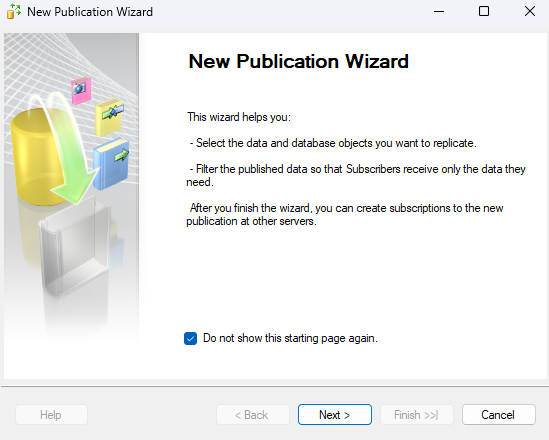 New Publication Wizard
New Publication Wizard
This wizard helps you:
- Select the data and database objects you want to replicate.
- Filter the published data so that Subscribers receive only the data they
need.
After you finish the wizard, you can create subscriptions to the new
publication at other servers.
Do not show this starting page again.
Help
< Back
Next >
Finish >>|
Cancel